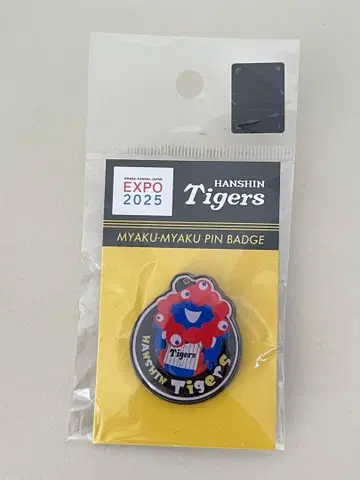 OSAKA, KANSAI, JAPAN
EXPO
2025
HANSHIN
Tigers
MYAKU-MYAKU PIN BADGE
Tigers
HANSHIN Tigers